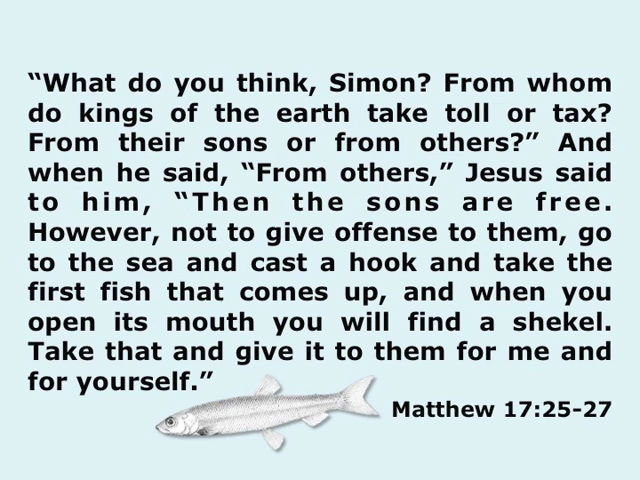 “What do you think, Simon? From whom
do kings of the earth take toll or tax?
From their sons or from others?” And
when he said, “From others,” Jesus said
to him, “Then the sons are free.
However, not to give offense to them, go
to the sea and cast a hook and take the
first fish that comes up, and when you
open its mouth you will find a shekel.
Take that and give it to them for me and
for yourself.”
Matthew 17:25-27